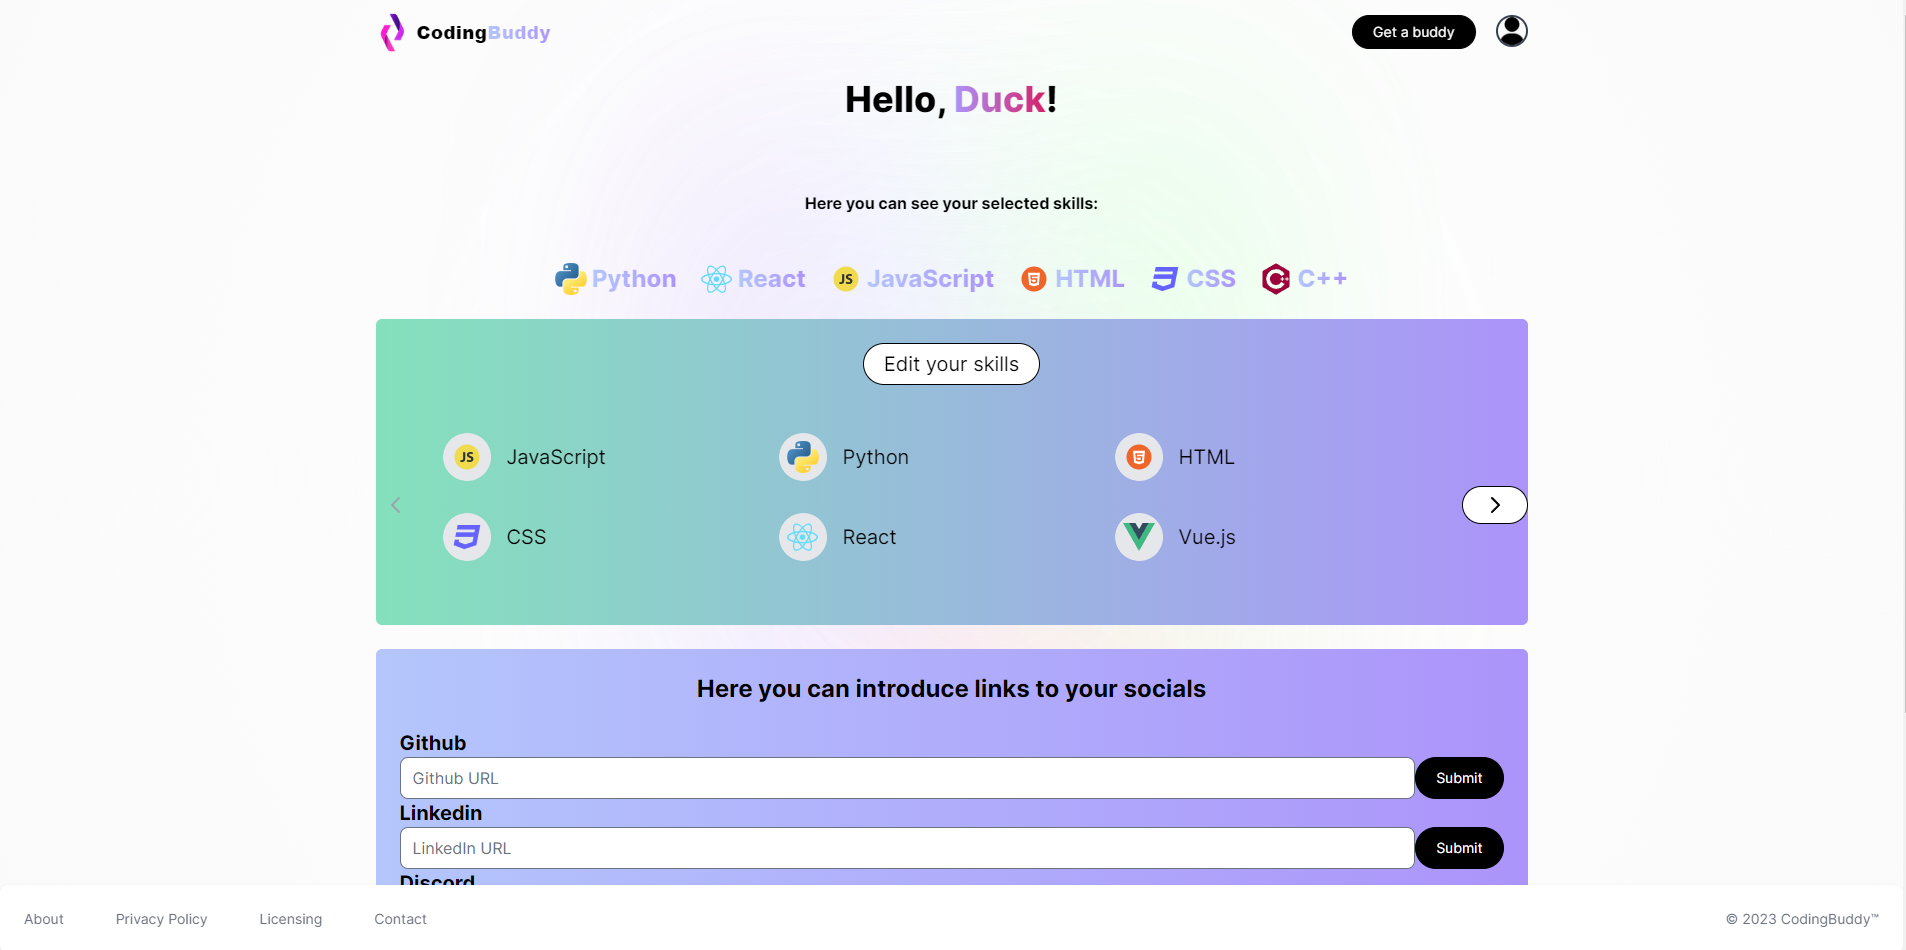 CodingBuddy
Get a buddy
Hello, Duck!
Here you can see your selected skills:
Python React JS JavaScript HTML CSS C++
Edit your skills
JS JavaScript Python HTML
CSS React Vue.js
Here you can introduce links to your socials
Github
Github URL Submit
Linkedin
LinkedIn URL Submit
Discord
About Privacy Policy Licensing Contact © 2023 CodingBuddy™